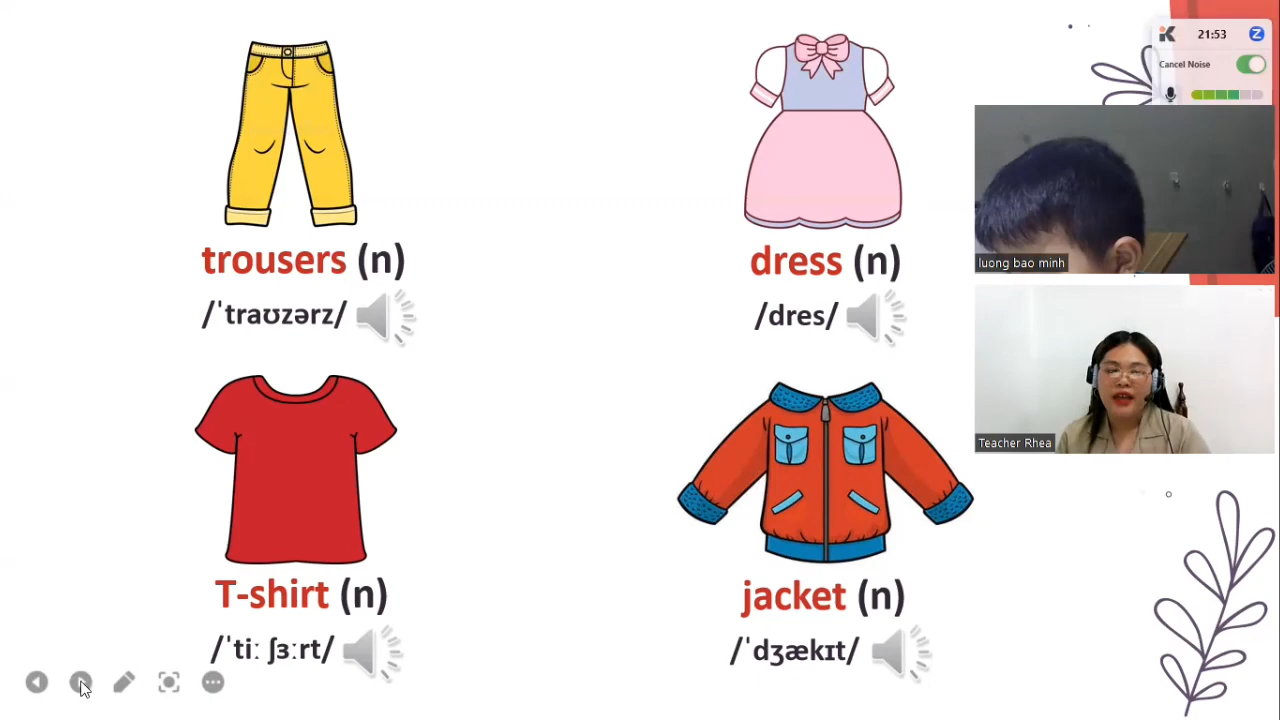 21:53
Cancel Noise
trousers (n)
/ˈtraʊzərz/
dress (n)
/dres/
luong bao minh
Teacher Rhea
T-shirt (n)
/ˈtiː ʃɜːrt/
jacket (n)
/ˈdʒækɪt/